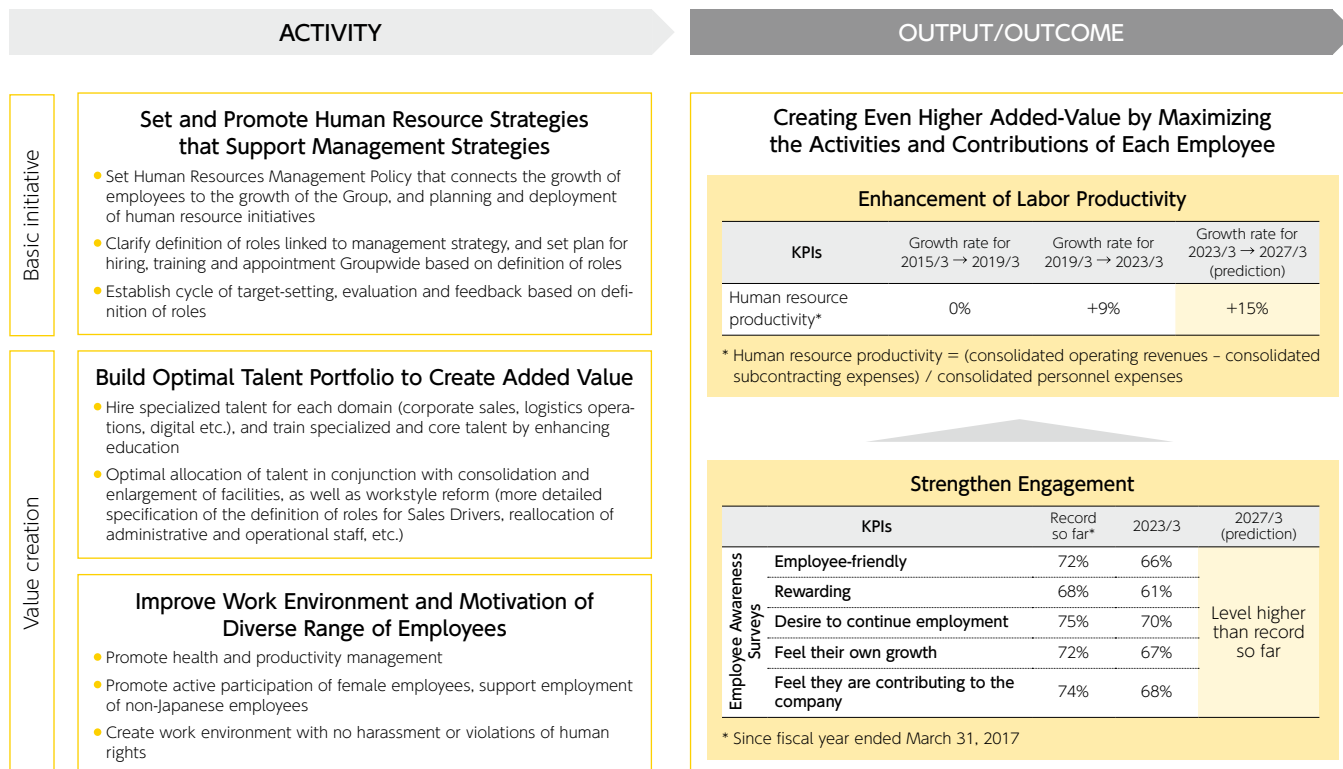 ACTIVITY
OUTPUT/OUTCOME
Basic initiative
Set and Promote Human Resource Strategies
that Support Management Strategies
• Set Human Resources Management Policy that connects the growth of
employees to the growth of the Group, and planning and deployment
of human resource initiatives
• Clarify definition of roles linked to management strategy, and set plan for
hiring, training and appointment Groupwide based on definition of roles
• Establish cycle of target-setting, evaluation and feedback based on defi-
nition of roles
Value creation
Build Optimal Talent Portfolio to Create Added Value
• Hire specialized talent for each domain (corporate sales, logistics opera-
tions, digital etc.), and train specialized and core talent by enhancing
education
• Optimal allocation of talent in conjunction with consolidation and
enlargement of facilities, as well as workstyle reform (more detailed
specification of the definition of roles for Sales Drivers, reallocation of
administrative and operational staff, etc.)
Improve Work Environment and Motivation of
Diverse Range of Employees
• Promote health and productivity management
• Promote active participation of female employees, support employment
of non-Japanese employees
• Create work environment with no harassment or violations of human
rights
Creating Even Higher Added-Value by Maximizing
the Activities and Contributions of Each Employee
Enhancement of Labor Productivity
KPIs
Growth rate for
2015/3 → 2019/3
Growth rate for
2019/3 → 2023/3
Growth rate for
2023/3 → 2027/3
(prediction)
Human resource
productivity*
0%
+9%
+15%
* Human resource productivity = (consolidated operating revenues – consolidated
subcontracting expenses) / consolidated personnel expenses
Strengthen Engagement
KPIs
Record
so far*
2023/3
2027/3
(prediction)
Employee Awareness
Surveys
Employee-friendly 72% 66%
Rewarding 68% 61%
Desire to continue employment 75% 70%
Feel their own growth 72% 67%
Feel they are contributing to the
company
74% 68%
Level higher
than record
so far
* Since fiscal year ended March 31, 2017